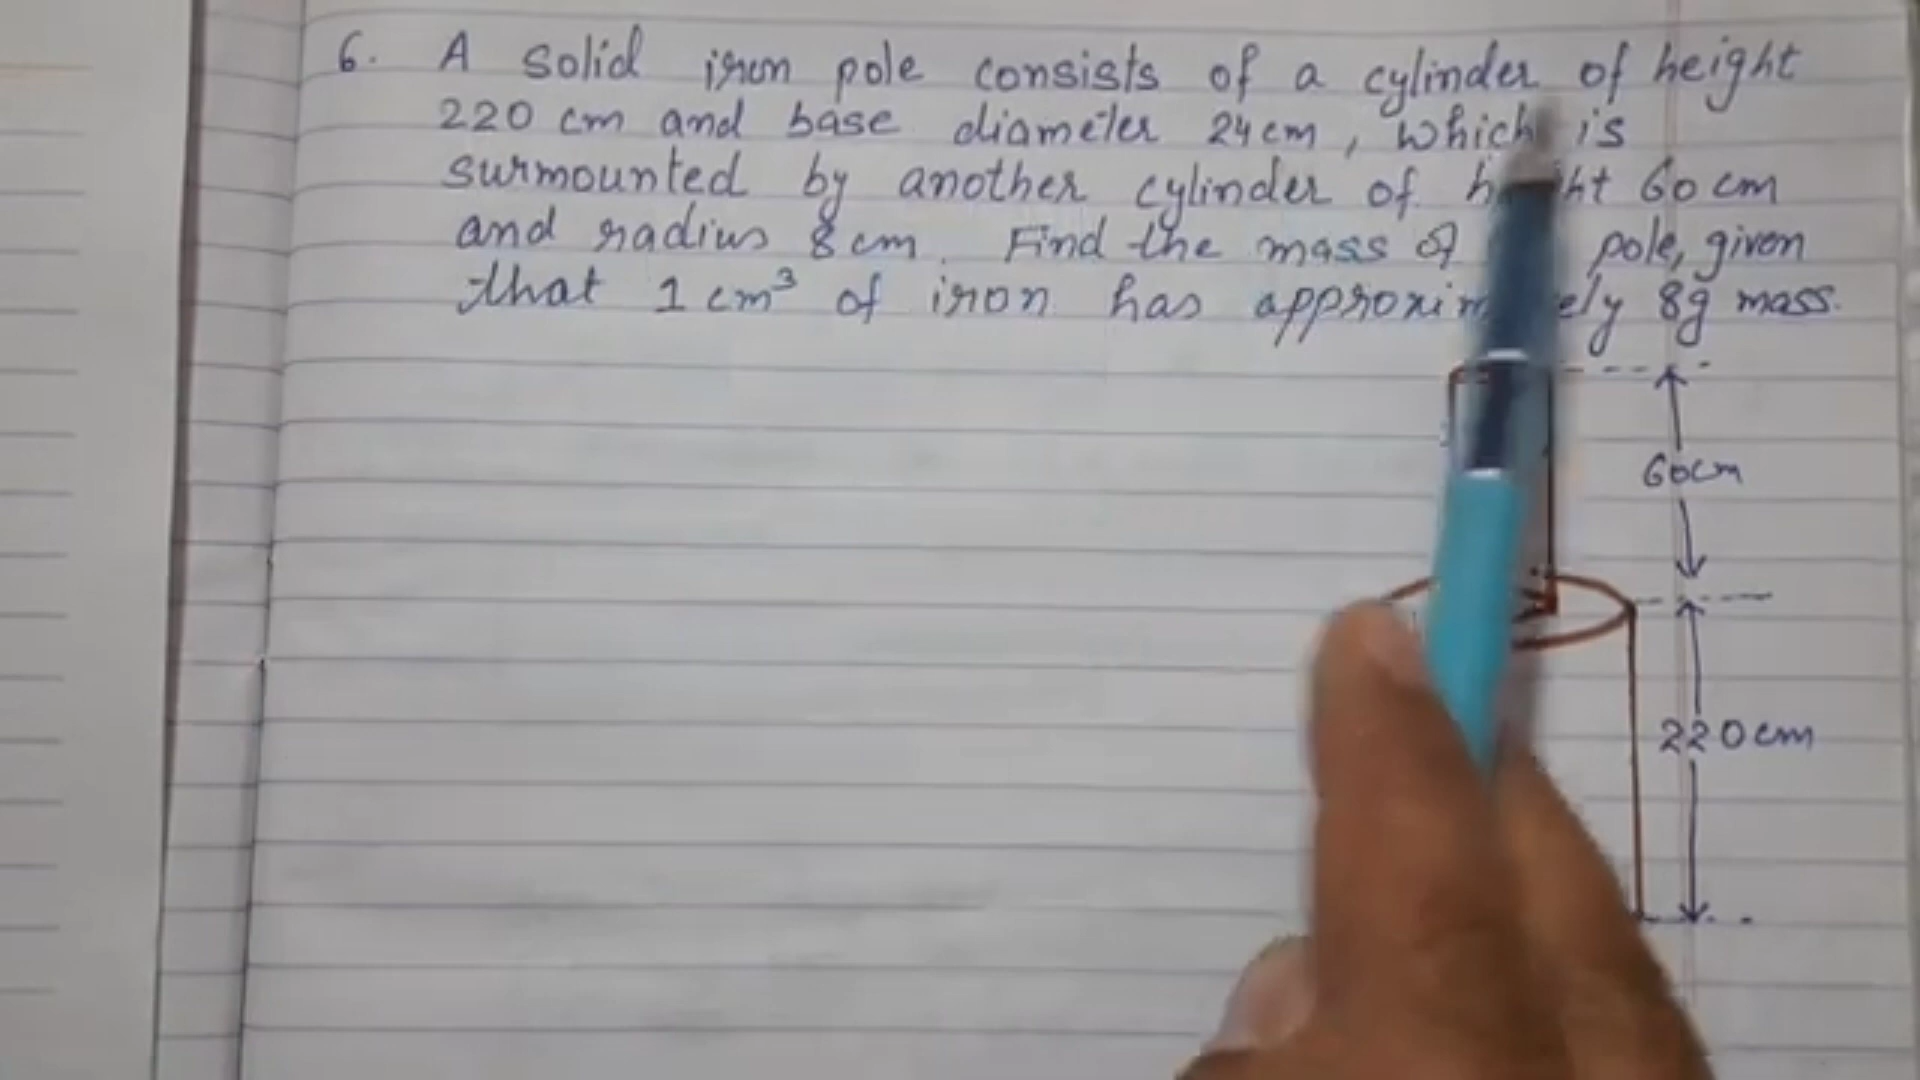 6. A solid iron pole consists of a cylinder of height
220 cm and base diameter 24 cm, which is
surmounted by another cylinder of 60 cm
and radius 8 cm. Find the mass of pole, given
that 1 cm³ of iron has 8g mass.
60cm
220cm